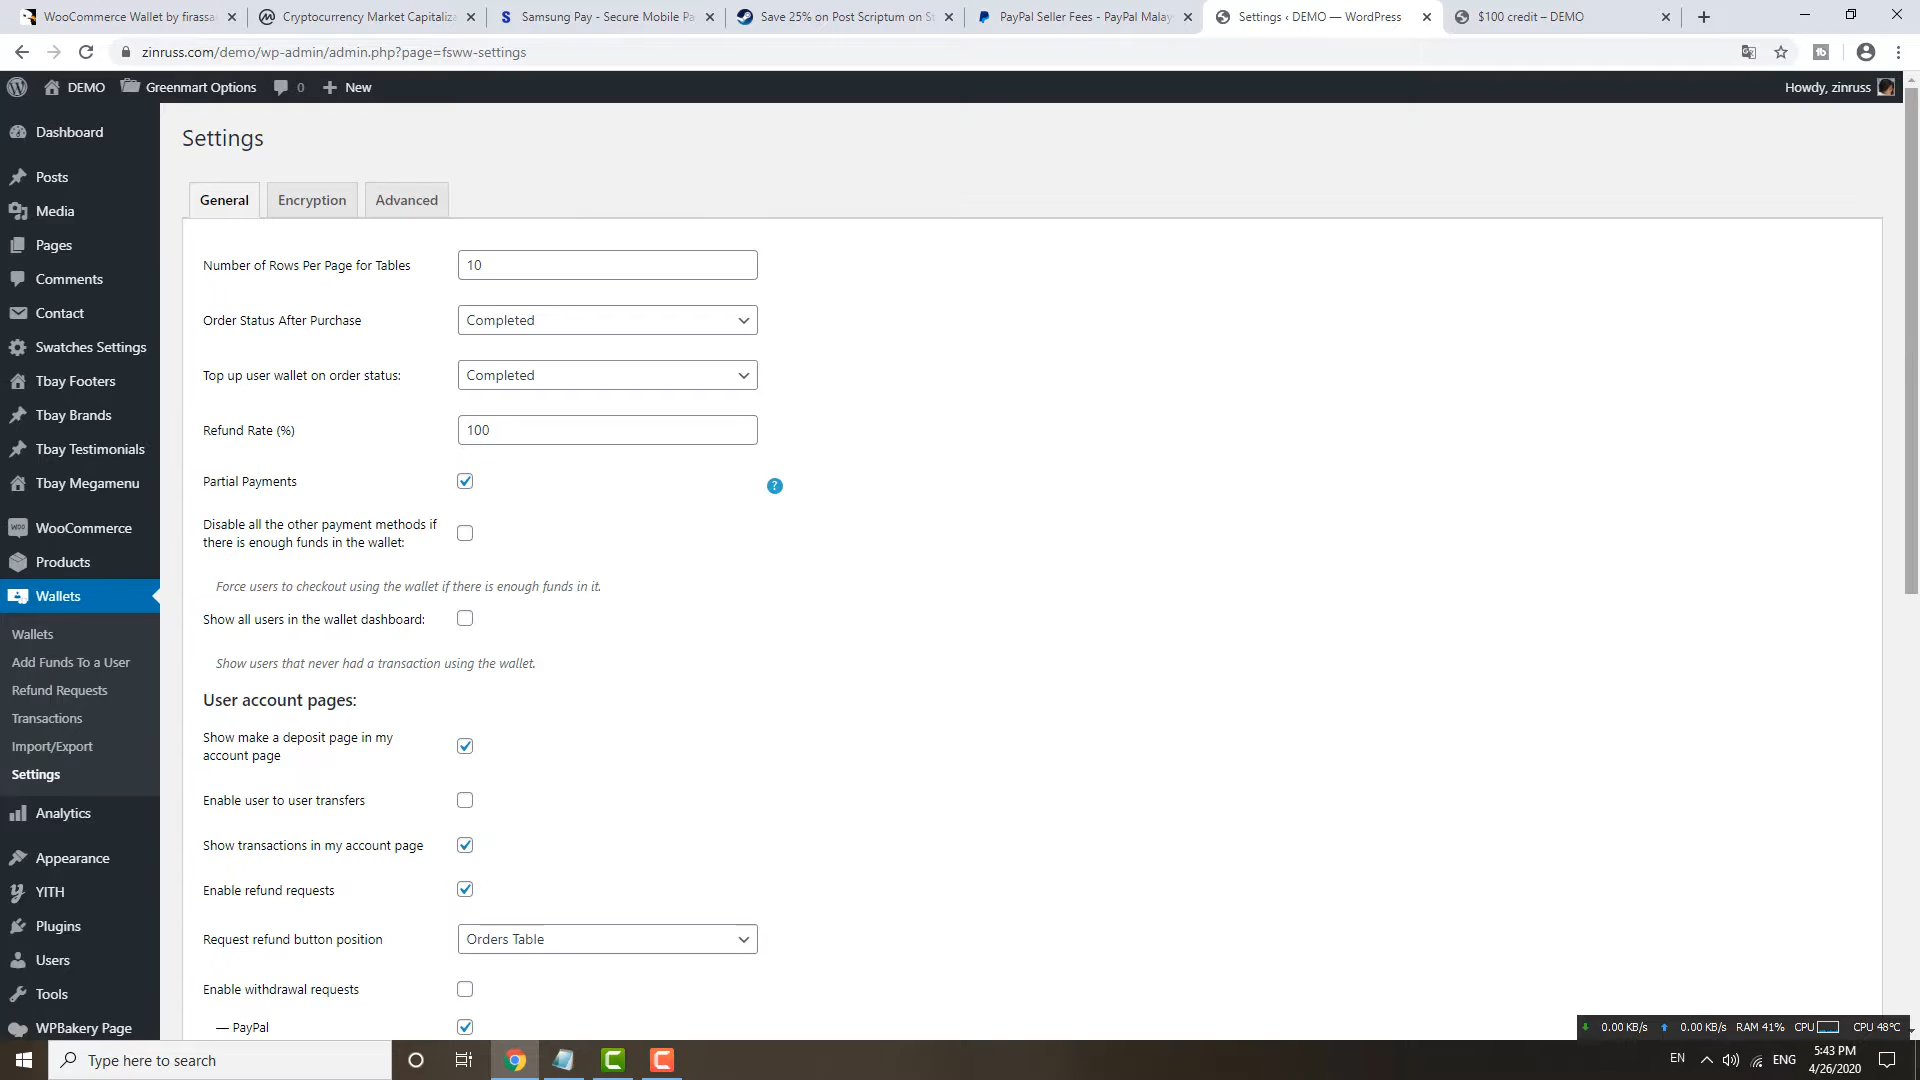 WooCommerce Wallet by firassa
Cryptocurrency Market Capitaliza
Samsung Pay - Secure Mobile Pa
Save 25% on Post Scriptum on St
PayPal Seller Fees - PayPal Malay
Settings ‹ DEMO — WordPress
$100 credit – DEMO
zinruss.com/demo/wp-admin/admin.php?page=fsww-settings
DEMO
Greenmart Options
0
New
Howdy, zinruss
Dashboard
Posts
Media
Pages
Comments
Contact
Swatches Settings
Tbay Footers
Tbay Brands
Tbay Testimonials
Tbay Megamenu
WooCommerce
Products
Wallets
Wallets
Add Funds To a User
Refund Requests
Transactions
Import/Export
Settings
Analytics
Appearance
YITH
Plugins
Users
Tools
WPBakery Page
Settings
General
Encryption
Advanced
Number of Rows Per Page for Tables
10
Order Status After Purchase
Completed
Top up user wallet on order status:
Completed
Refund Rate (%)
100
Partial Payments
?
Disable all the other payment methods if
there is enough funds in the wallet:
Force users to checkout using the wallet if there is enough funds in it.
Show all users in the wallet dashboard:
Show users that never had a transaction using the wallet.
User account pages:
Show make a deposit page in my
account page
Enable user to user transfers
Show transactions in my account page
Enable refund requests
Request refund button position
Orders Table
Enable withdrawal requests
— PayPal
0.00 KB/s
0.00 KB/s
RAM 41%
CPU
CPU 48°C
Type here to search
EN
ENG
5:43 PM
4/26/2020